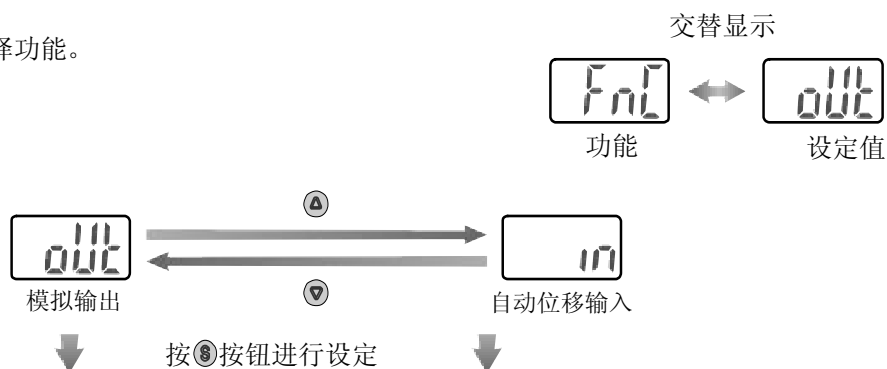 交替显示
择功能。
FnC
oUt
功能
设定值
oUt
in
模拟输出
自动位移输入
按Ⓢ按钮进行设定